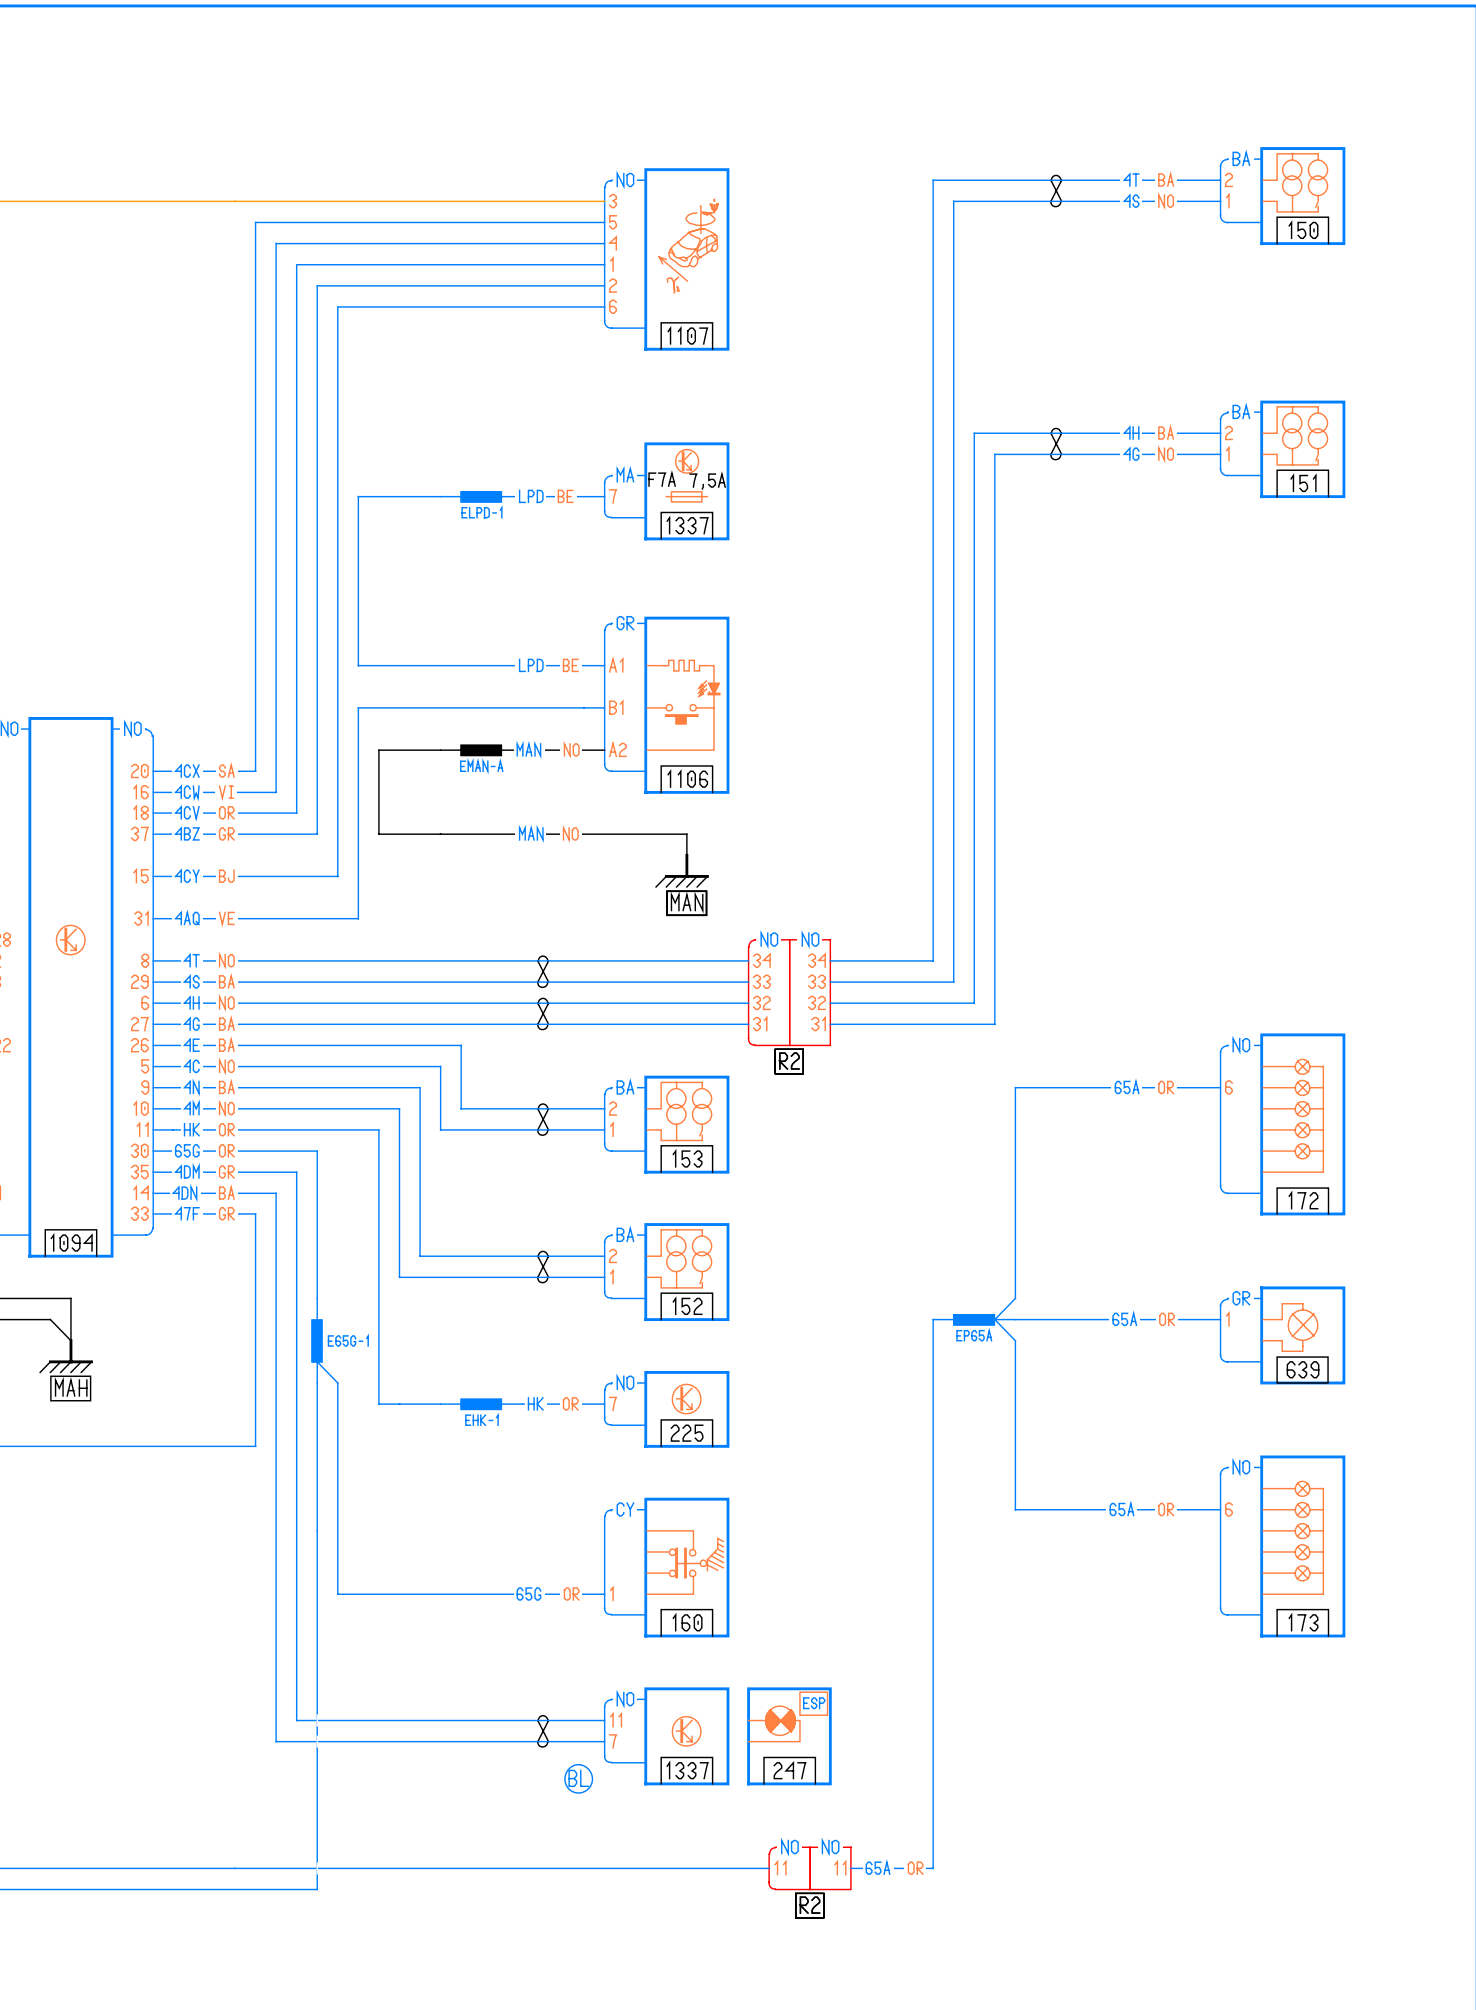 BA
2 4T BA
1 4S NO
150
NO
3
5
4
1
2
6
1107
BA
2 4H BA
1 4G NO
151
MA
7
LPD BE
ELPD-1
F7A 7,5A
1337
GR
LPD BE A1
B1
MAN NO A2
EMAN-A
1106
MAN NO
MAN
NO
NO
20 4CX SA
16 4CW VI
18 4CV OR
37 4BZ GR
15 4CY BJ
31 4AQ VE
8 4T NO
29 4S BA
6 4H NO
27 4G BA
26 4E BA
5 4C NO
9 4N BA
10 4M NO
11 HK OR
30 65G OR
35 4DM GR
14 4DN BA
33 47F GR
1094
NO NO
34 34
33 33
32 32
31 31
R2
BA
2
1
153
BA
2
1
152
NO
65A OR 6
172
MAH
E65G-1
GR
65A OR 1
EP65A
639
NO
HK OR 7
EHK-1
225
NO
65A OR 6
173
CY
65G OR 1
160
NO
11
7
1337
BL
ESP
247
NO NO
11 11 65A OR
R2